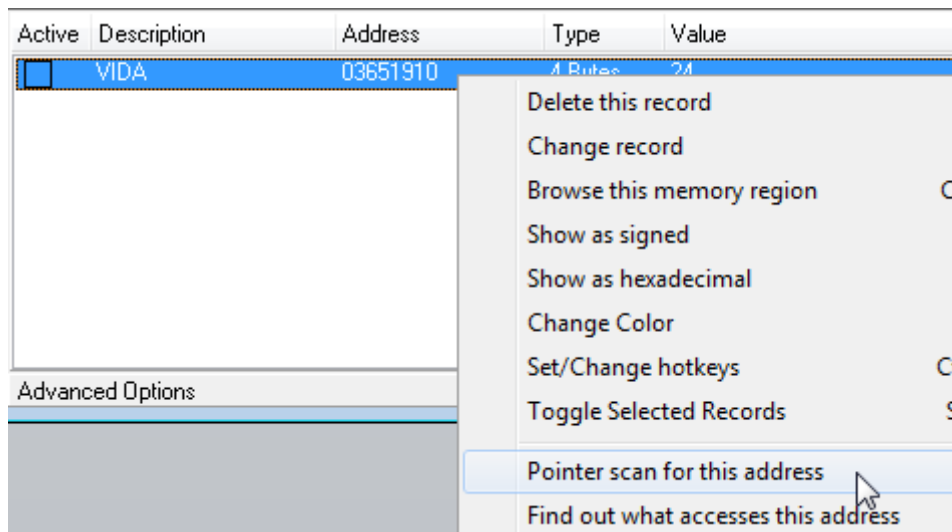 Active Description Address Type Value
VIDA 03651910 4 Bytes 24
Delete this record
Change record
Browse this memory region C
Show as signed
Show as hexadecimal
Change Color
Set/Change hotkeys C
Toggle Selected Records S
Advanced Options
Pointer scan for this address
Find out what accesses this address